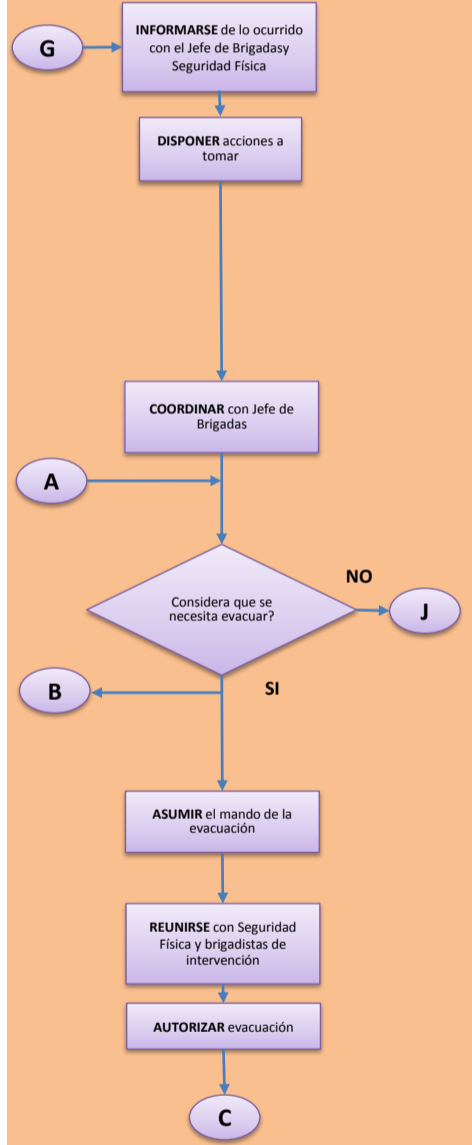 G
INFORMARSE de lo ocurrido
con el Jefe de Brigadasy
Seguridad Física
DISPONER acciones a
tomar
COORDINAR con Jefe de
Brigadas
A
Considera que se
necesita evacuar?
NO
J
B
SI
ASUMIR el mando de la
evacuación
REUNIRSE con Seguridad
Física y brigadistas de
intervención
AUTORIZAR evacuación
C